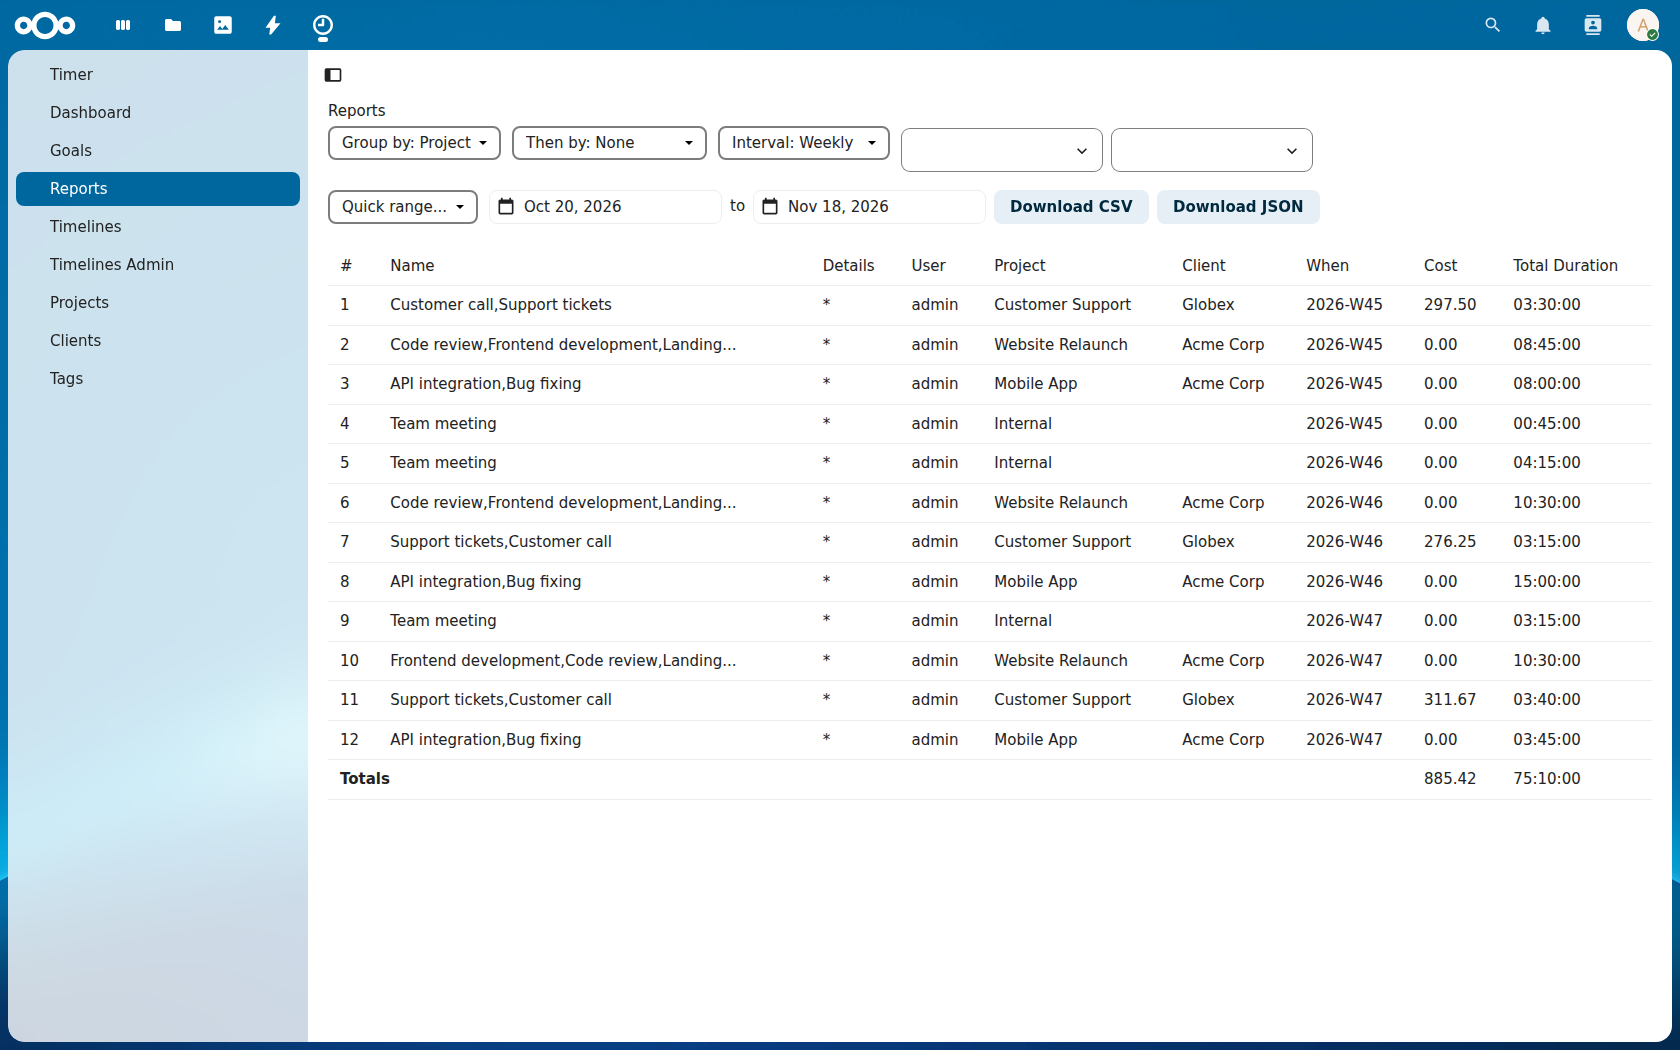 A
Timer
Dashboard
Goals
Reports
Timelines
Timelines Admin
Projects
Clients
Tags
Reports
Group by: Project Then by: None Interval: Weekly
Quick range... Oct 20, 2026 to Nov 18, 2026 Download CSV Download JSON
# Name Details User Project Client When Cost Total Duration
1 Customer call,Support tickets * admin Customer Support Globex 2026-W45 297.50 03:30:00
2 Code review,Frontend development,Landing... * admin Website Relaunch Acme Corp 2026-W45 0.00 08:45:00
3 API integration,Bug fixing * admin Mobile App Acme Corp 2026-W45 0.00 08:00:00
4 Team meeting * admin Internal 2026-W45 0.00 00:45:00
5 Team meeting * admin Internal 2026-W46 0.00 04:15:00
6 Code review,Frontend development,Landing... * admin Website Relaunch Acme Corp 2026-W46 0.00 10:30:00
7 Support tickets,Customer call * admin Customer Support Globex 2026-W46 276.25 03:15:00
8 API integration,Bug fixing * admin Mobile App Acme Corp 2026-W46 0.00 15:00:00
9 Team meeting * admin Internal 2026-W47 0.00 03:15:00
10 Frontend development,Code review,Landing... * admin Website Relaunch Acme Corp 2026-W47 0.00 10:30:00
11 Support tickets,Customer call * admin Customer Support Globex 2026-W47 311.67 03:40:00
12 API integration,Bug fixing * admin Mobile App Acme Corp 2026-W47 0.00 03:45:00
Totals 885.42 75:10:00